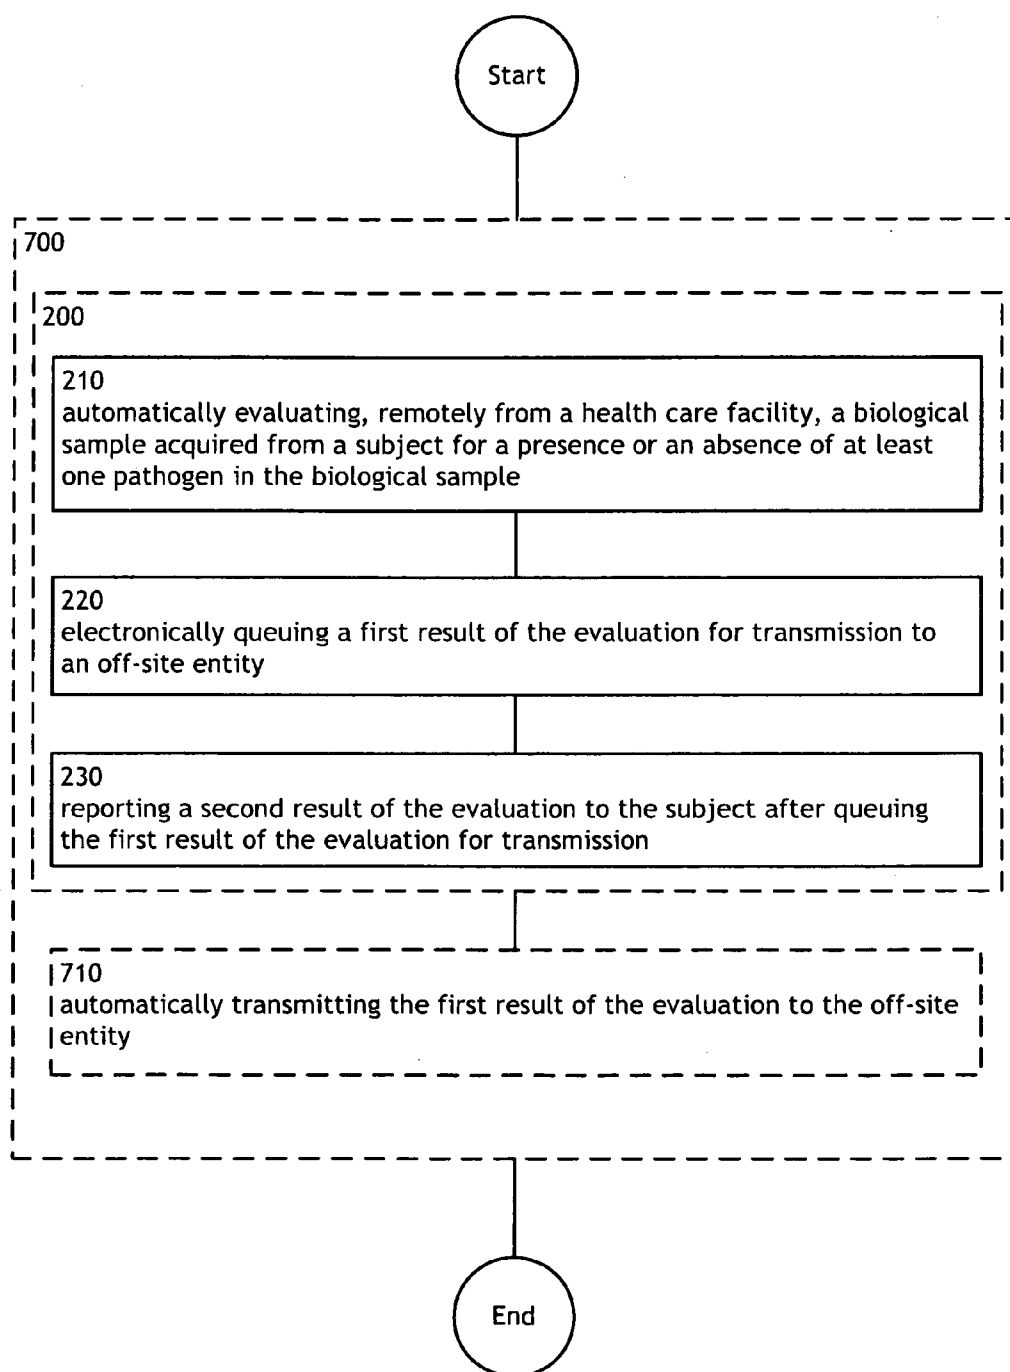 Start
700
200
210
automatically evaluating, remotely from a health care facility, a biological
sample acquired from a subject for a presence or an absence of at least
one pathogen in the biological sample
220
electronically queuing a first result of the evaluation for transmission to
an off-site entity
230
reporting a second result of the evaluation to the subject after queuing
the first result of the evaluation for transmission
710
automatically transmitting the first result of the evaluation to the off-site
entity
End